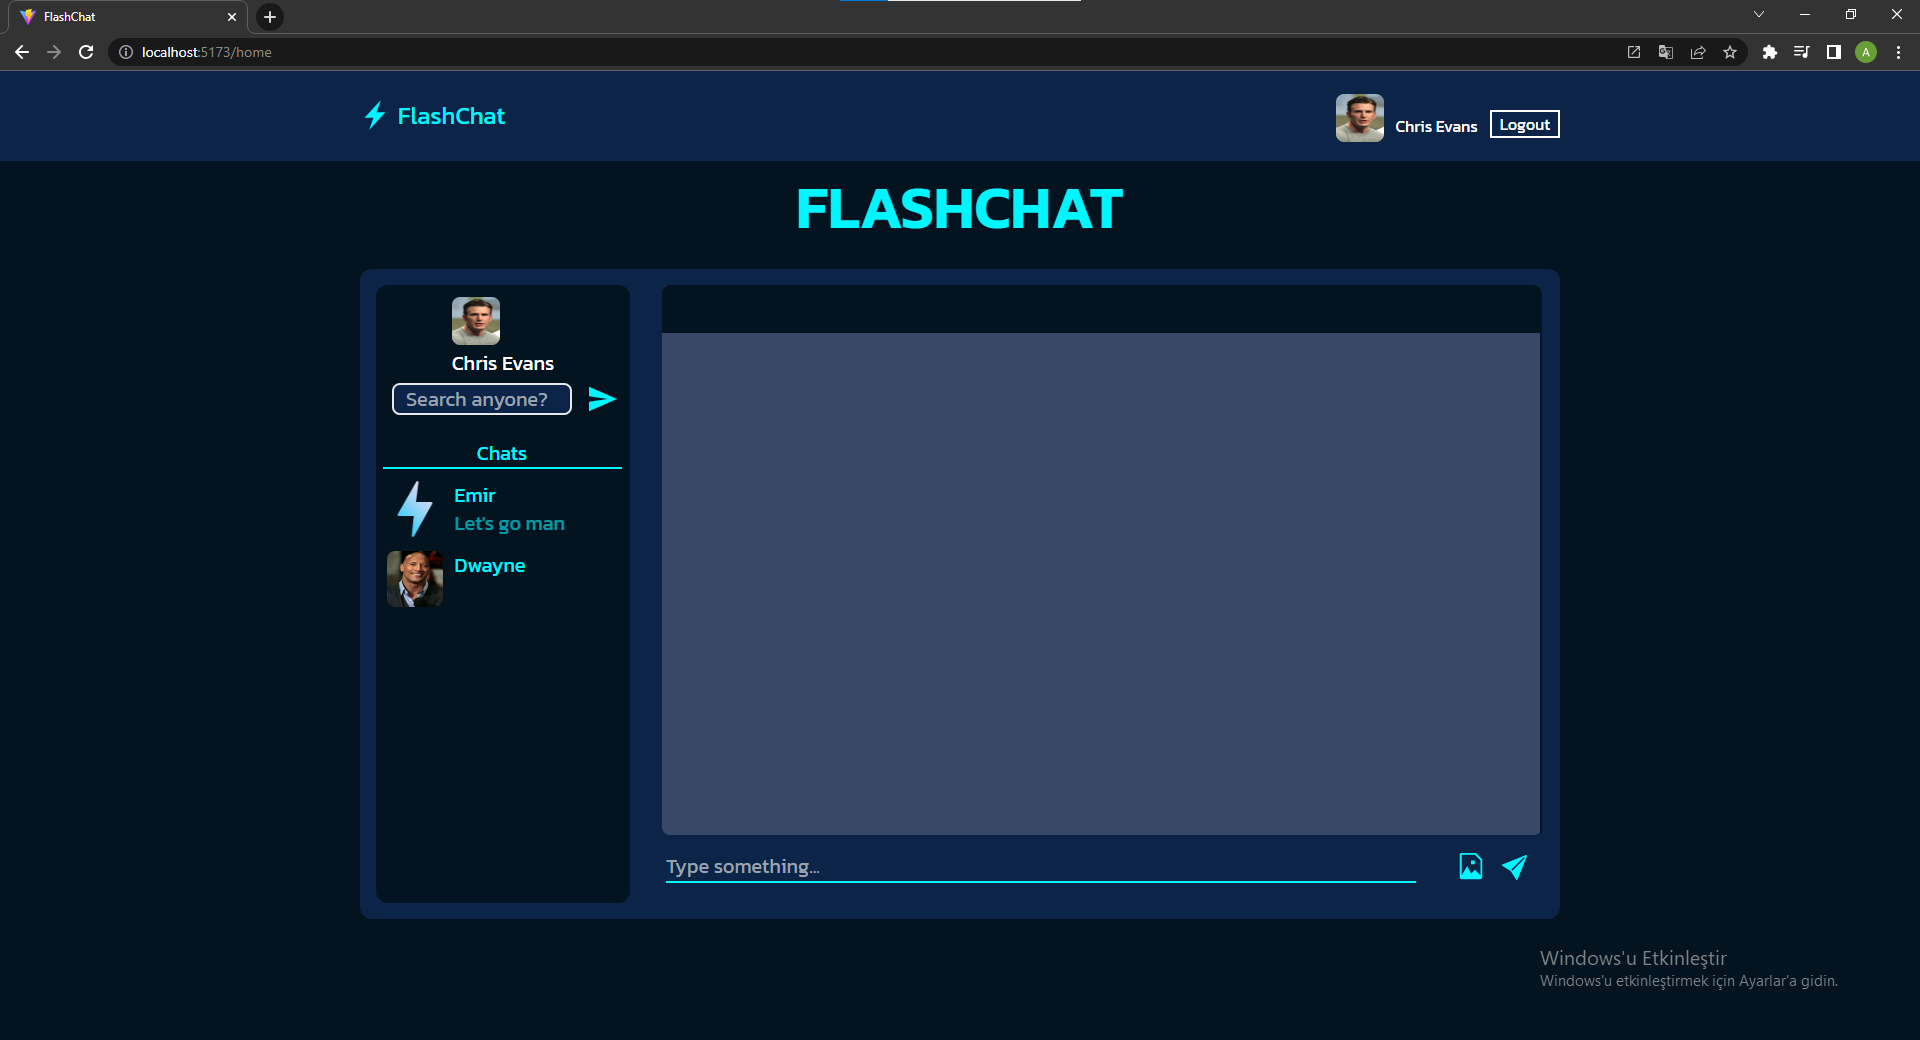 FlashChat
localhost:5173/home
A
FlashChat
Chris Evans
Logout
FLASHCHAT
Chris Evans
Search anyone?
Chats
Emir
Let's go man
Dwayne
Type something...
Windows'u Etkinleştir
Windows'u etkinleştirmek için Ayarlar'a gidin.